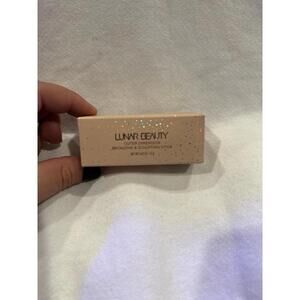 LUNAR BEAUTY
OUTER DIMENSION
BRONZING & SCULPTING STICK